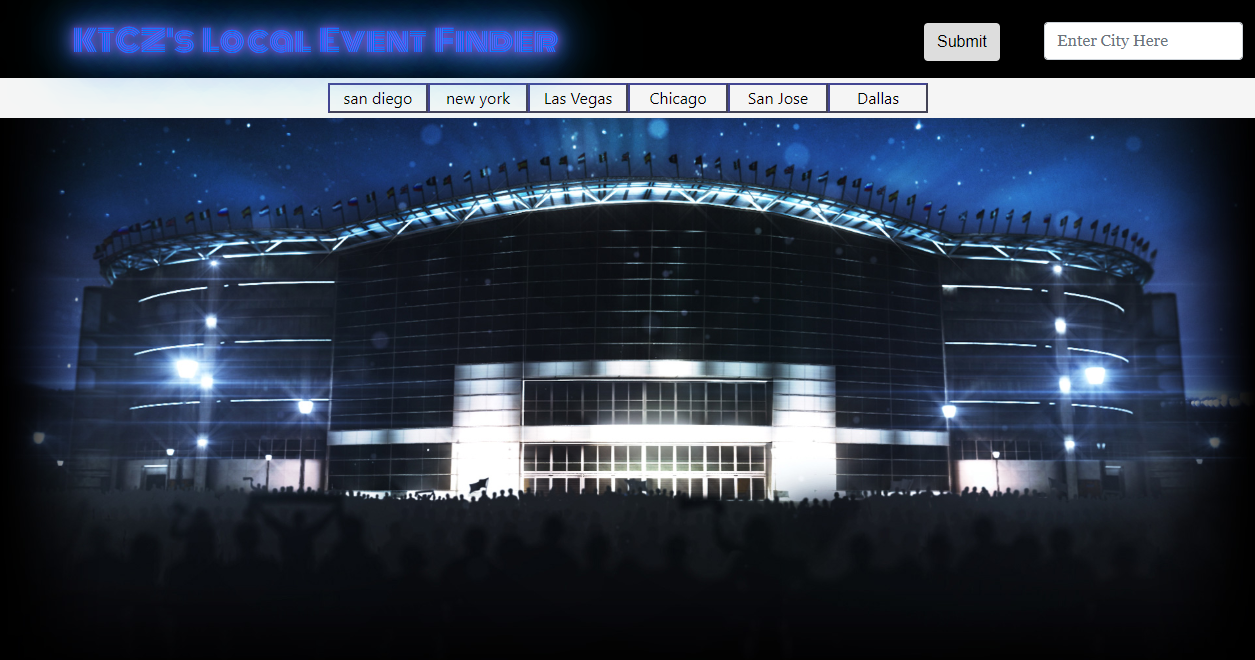 KTCZ's Local Event Finder
Submit
Enter City Here
san diego
new york
Las Vegas
Chicago
San Jose
Dallas